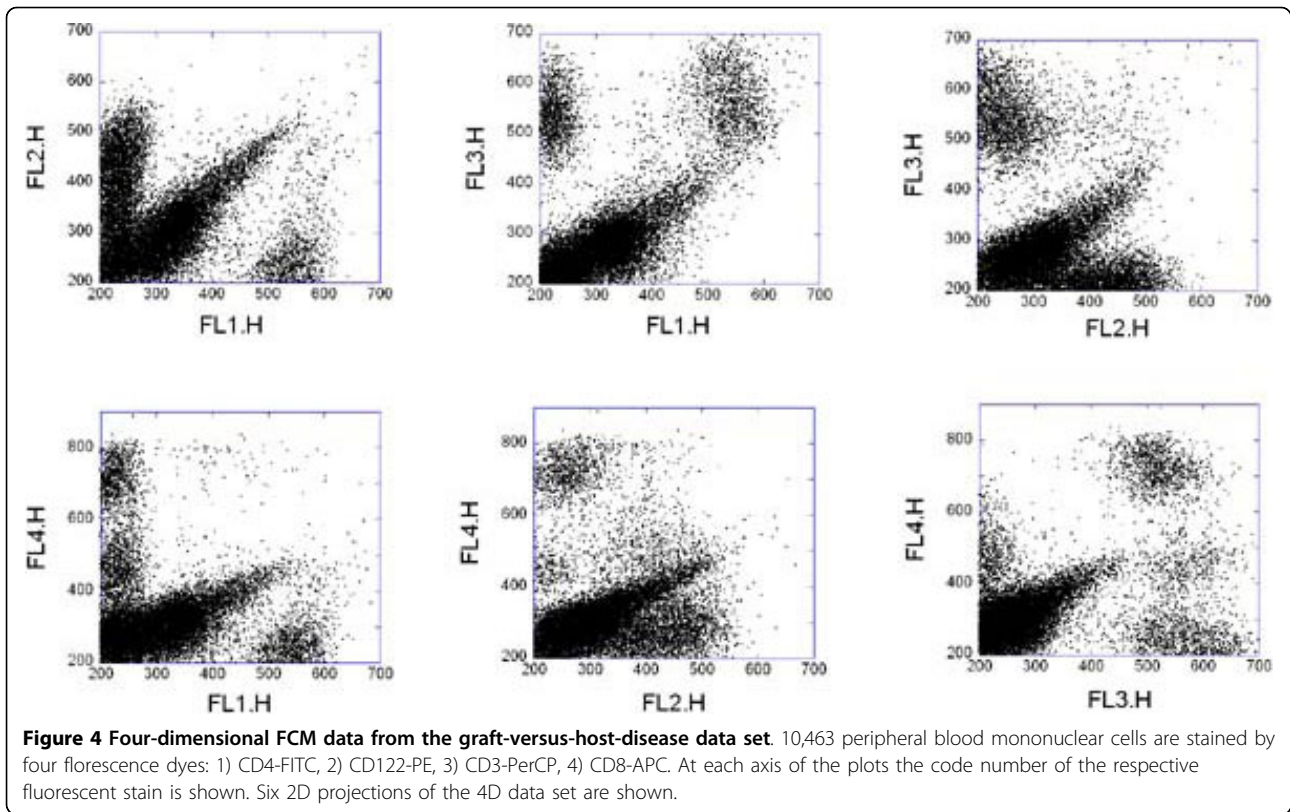 700
600
500
400
300
200
FL2.H
200 300 400 500 600 700
FL1.H
700
600
500
400
300
200
FL3.H
200 300 400 500 600 700
FL1.H
700
600
500
400
300
200
FL3.H
200 300 400 500 600 700
FL2.H
800
600
400
200
FL4.H
200 300 400 500 600 700
FL1.H
800
600
400
200
FL4.H
200 300 400 500 600 700
FL2.H
800
600
400
200
FL4.H
200 300 400 500 600 700
FL3.H
Figure 4 Four-dimensional FCM data from the graft-versus-host-disease data set. 10,463 peripheral blood mononuclear cells are stained by
four florescence dyes: 1) CD4-FITC, 2) CD122-PE, 3) CD3-PerCP, 4) CD8-APC. At each axis of the plots the code number of the respective
fluorescent stain is shown. Six 2D projections of the 4D data set are shown.